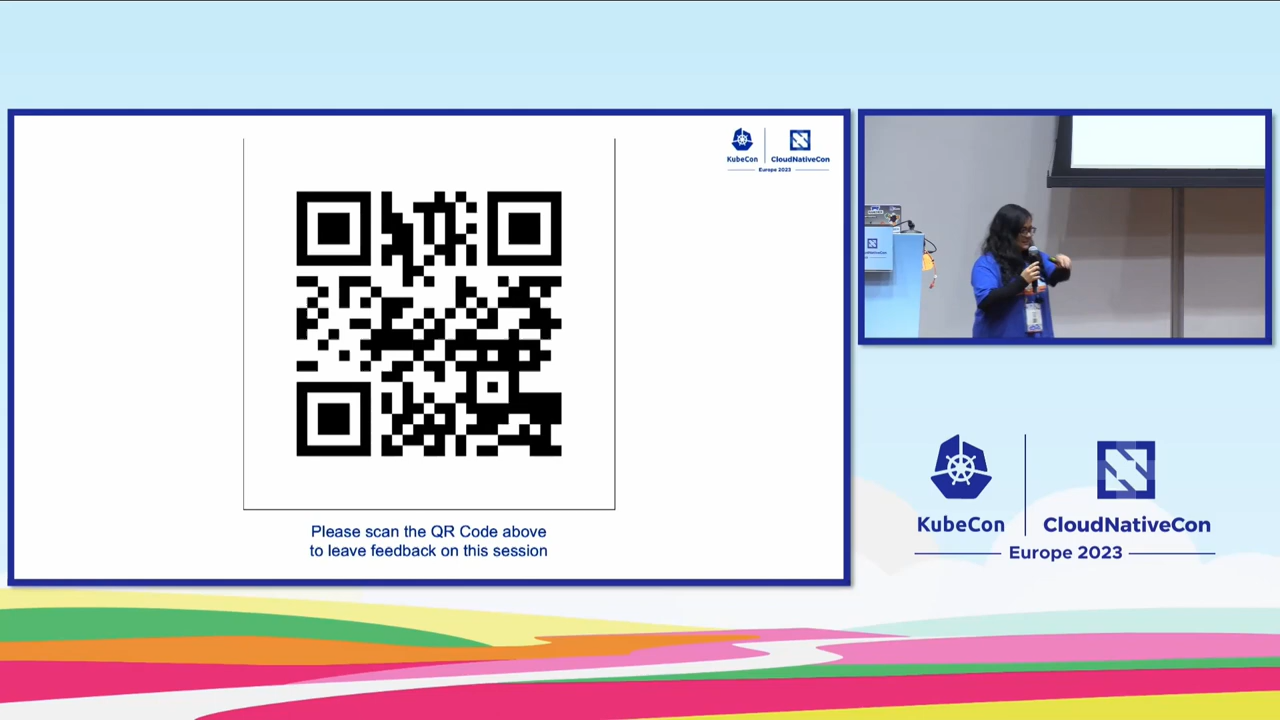 KubeCon
CloudNativeCon
Europe 2023
Please scan the QR Code above
to leave feedback on this session
KubeCon
CloudNativeCon
Europe 2023